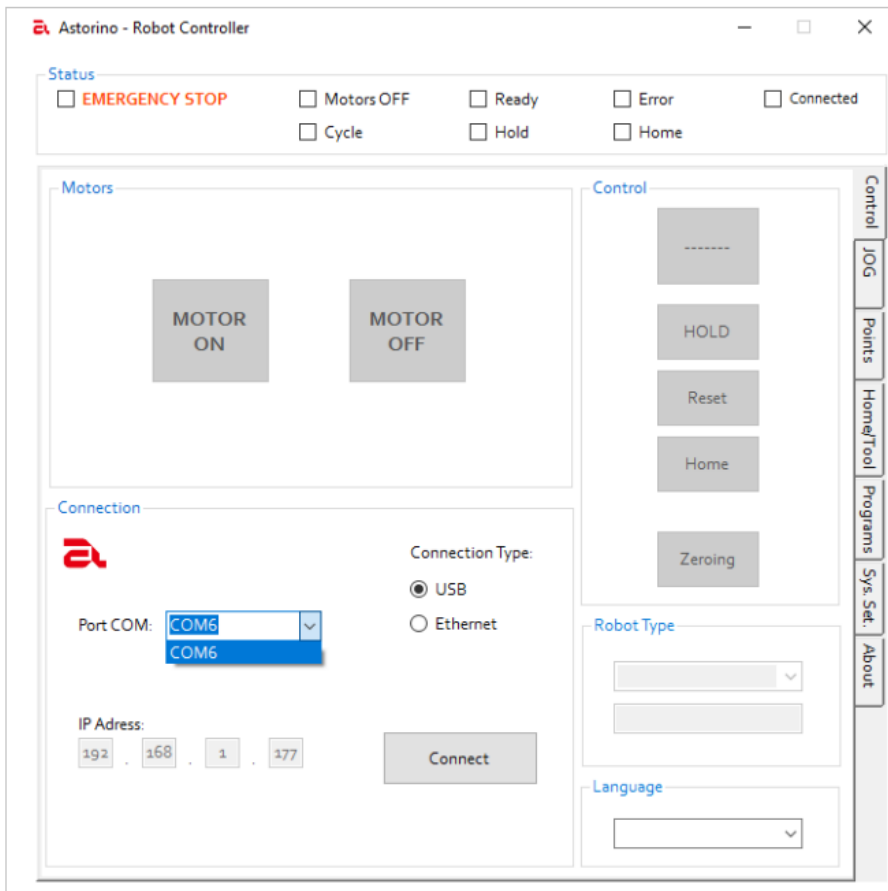 Astorino - Robot Controller
Status
EMERGENCY STOP Motors OFF Ready Error Connected
Cycle Hold Home
Control
JOG
Points
Home/Tool
Programs
Sys. Set.
About
Motors
MOTOR
ON
MOTOR
OFF
Control
-------
HOLD
Reset
Home
Zeroing
Connection
Connection Type:
USB
Ethernet
Port COM: COM6
COM6
IP Adress:
192 . 168 . 1 . 177
Connect
Robot Type
Language